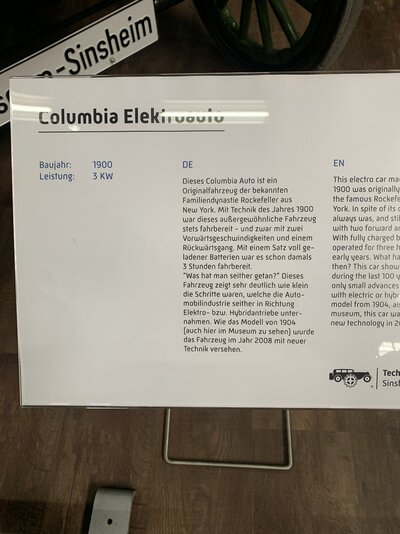 -Sinsheim
Columbia Elektroauto
Baujahr: 1900
Leistung: 3 KW
DE
Dieses Columbia Auto ist ein
Originalfahrzeug der bekannten
Familiendynastie Rockefeller aus
New York. Mit Technik des Jahres 1900
war dieses außergewöhnliche Fahrzeug
stets fahrbereit - und zwar mit zwei
Vorwärtsgeschwindigkeiten und einem
Rückwärtsgang. Mit einem Satz voll ge-
ladener Batterien war es schon damals
3 Stunden fahrbereit.
"Was hat man seither getan?" Dieses
Fahrzeug zeigt sehr deutlich wie klein
die Schritte waren, welche die Auto-
mobilindustrie seither in Richtung
Elektro- bzw. Hybridantriebe unter-
nahmen. Wie das Modell von 1904
(auch hier im Museum zu sehen) wurde
das Fahrzeug im Jahr 2008 mit neuer
Technik versehen.
EN
This electro car ma
1900 was originally
the famous Rockefe
York. In spite of its
always was, and stil
with two forward an
With fully charged b
operated for three h
early years. What ha
then? This car show
during the last 100 y
only small advances
with electric or hybr
model from 1904, als
museum, this car wa
new technology in 20
Tech
Sinsh